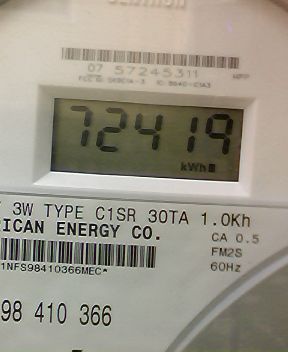 07 57245311
72419
kWh
3W TYPE C1SR 30TA 1.0Kh
RICAN ENERGY CO.
CA 0.5
FM2S
60Hz
1NFS98410366MEC*
98 410 366